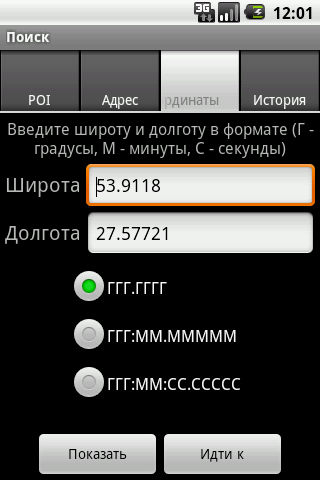 3G 12:01
Поиск
POI Адрес рдинаты История
Введите широту и долготу в формате (Г -
градусы, М - минуты, С - секунды)
Широта 53.9118
Долгота 27.57721
ГГГ.ГГГГ
ГГГ:ММ.МММММ
ГГГ:ММ:СС.ССССС
Показать Идти к